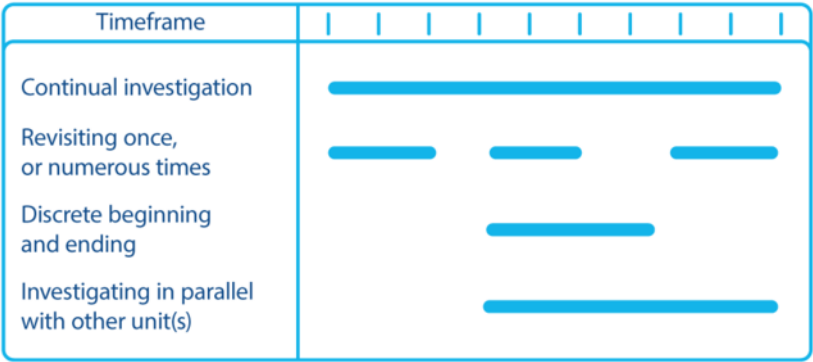 Timeframe
Continual investigation
Revisiting once,
or numerous times
Discrete beginning
and ending
Investigating in parallel
with other unit(s)